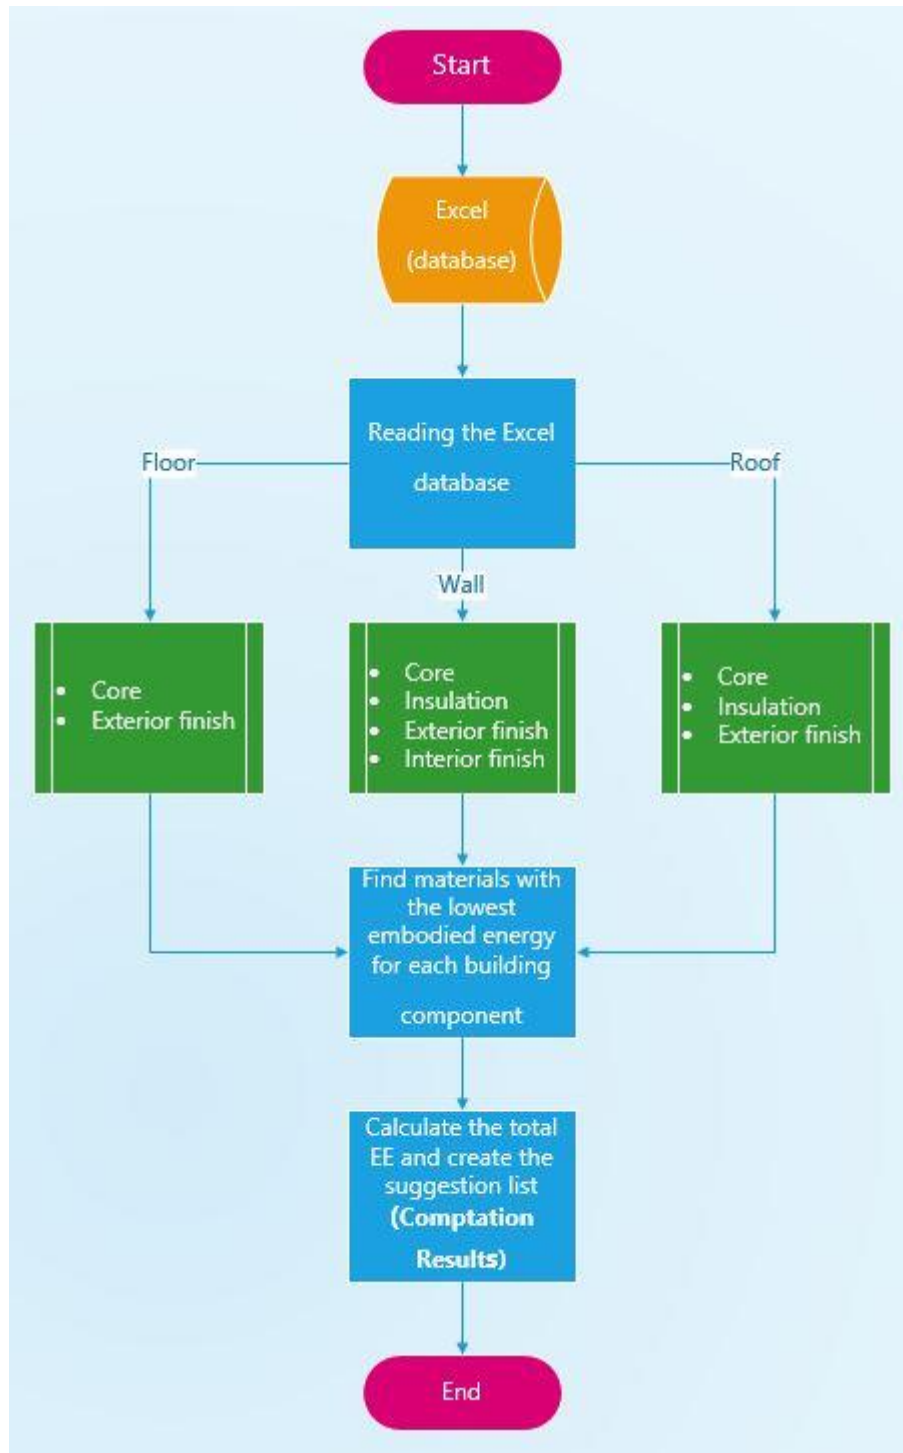 Start
Excel
(database)
Reading the Excel
database
Floor
Roof
Wall
• Core
• Exterior finish
• Core
• Insulation
• Exterior finish
• Interior finish
• Core
• Insulation
• Exterior finish
Find materials with
the lowest
embodied energy
for each building
component
Calculate the total
EE and create the
suggestion list
(Comptation
Results)
End